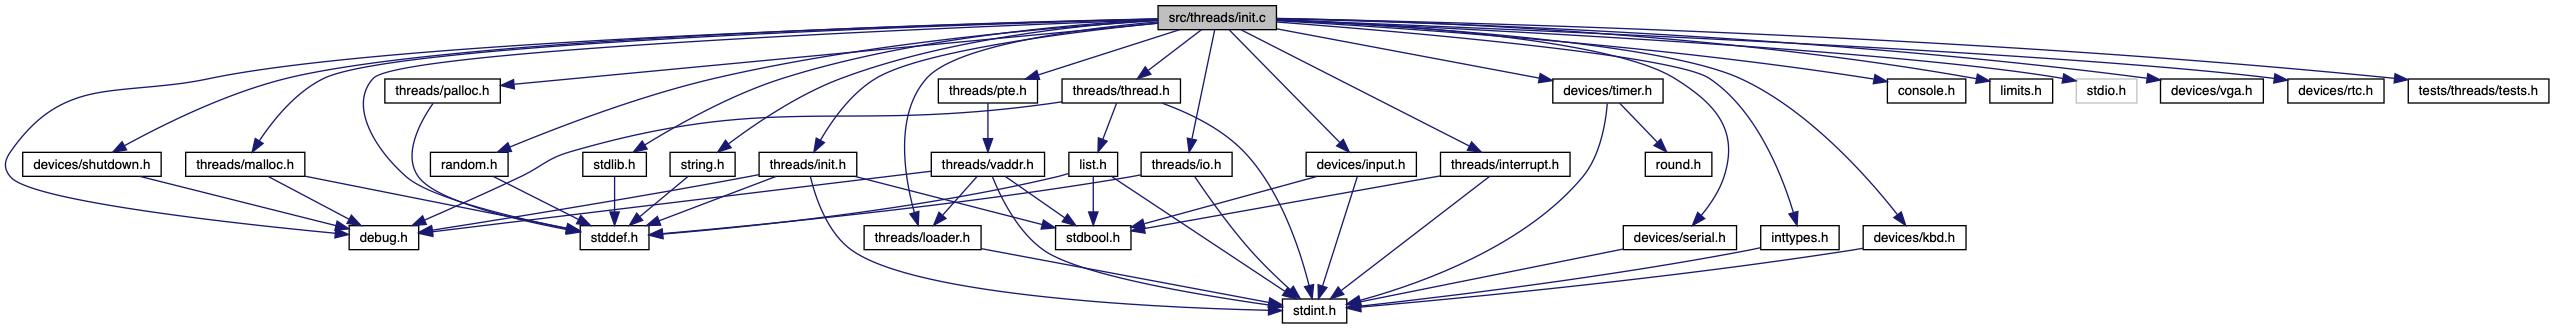 src/threads/init.c
threads/palloc.h
threads/pte.h
threads/thread.h
devices/timer.h
console.h
limits.h
stdio.h
devices/vga.h
devices/rtc.h
tests/threads/tests.h
devices/shutdown.h
threads/malloc.h
random.h
stdlib.h
string.h
threads/init.h
threads/vaddr.h
list.h
threads/io.h
devices/input.h
threads/interrupt.h
round.h
debug.h
stddef.h
threads/loader.h
stdbool.h
devices/serial.h
inttypes.h
devices/kbd.h
stdint.h